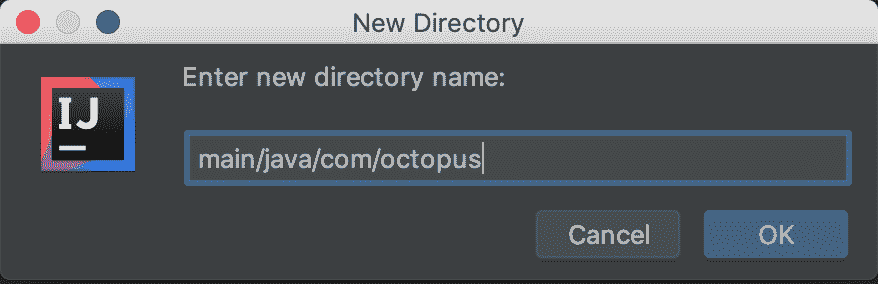 New Directory
Enter new directory name:
IJ
main/java/com/octopus
Cancel
OK